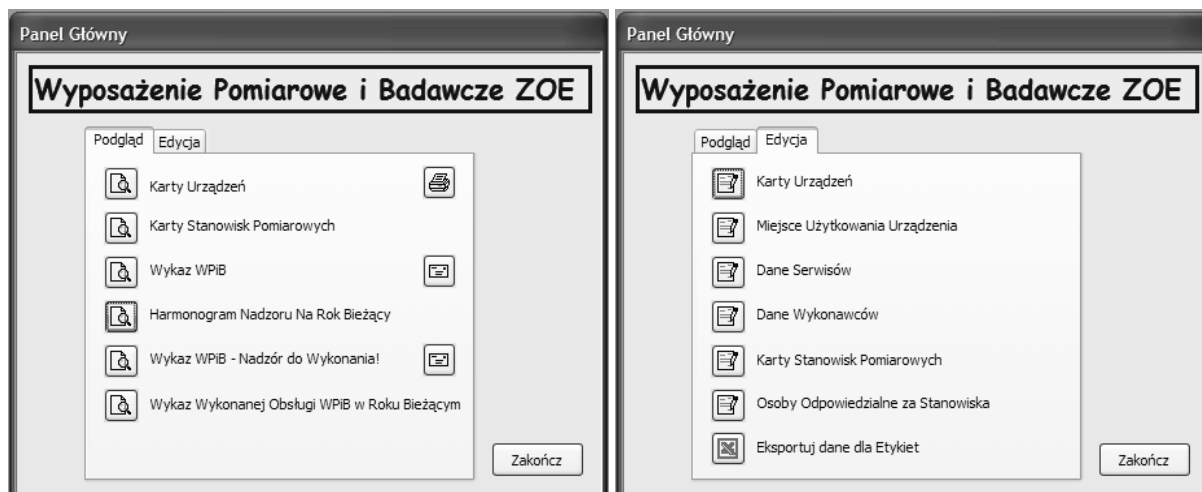 Panel Główny
Wyposażenie Pomiarowe i Badawcze ZOE
Podgląd Edycja
Karty Urządzeń
Karty Stanowisk Pomiarowych
Wykaz WPiB
Harmonogram Nadzoru Na Rok Bieżący
Wykaz WPiB - Nadzór do Wykonania!
Wykaz Wykonanej Obsługi WPiB w Roku Bieżącym
Zakończ
Panel Główny
Wyposażenie Pomiarowe i Badawcze ZOE
Podgląd Edycja
Karty Urządzeń
Miejsce Użytkowania Urządzenia
Dane Serwisów
Dane Wykonawców
Karty Stanowisk Pomiarowych
Osoby Odpowiedzialne za Stanowiska
Eksportuj dane dla Etykiet
Zakończ